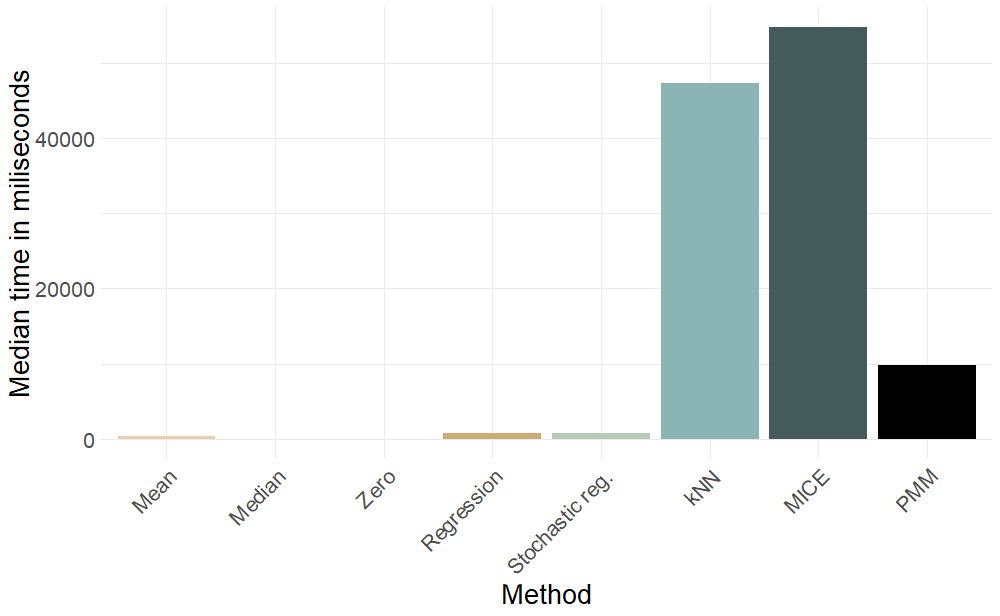 Median time in miliseconds
40000
20000
0
Mean
Median
Zero
Regression
Stochastic reg.
kNN
MICE
PMM
Method